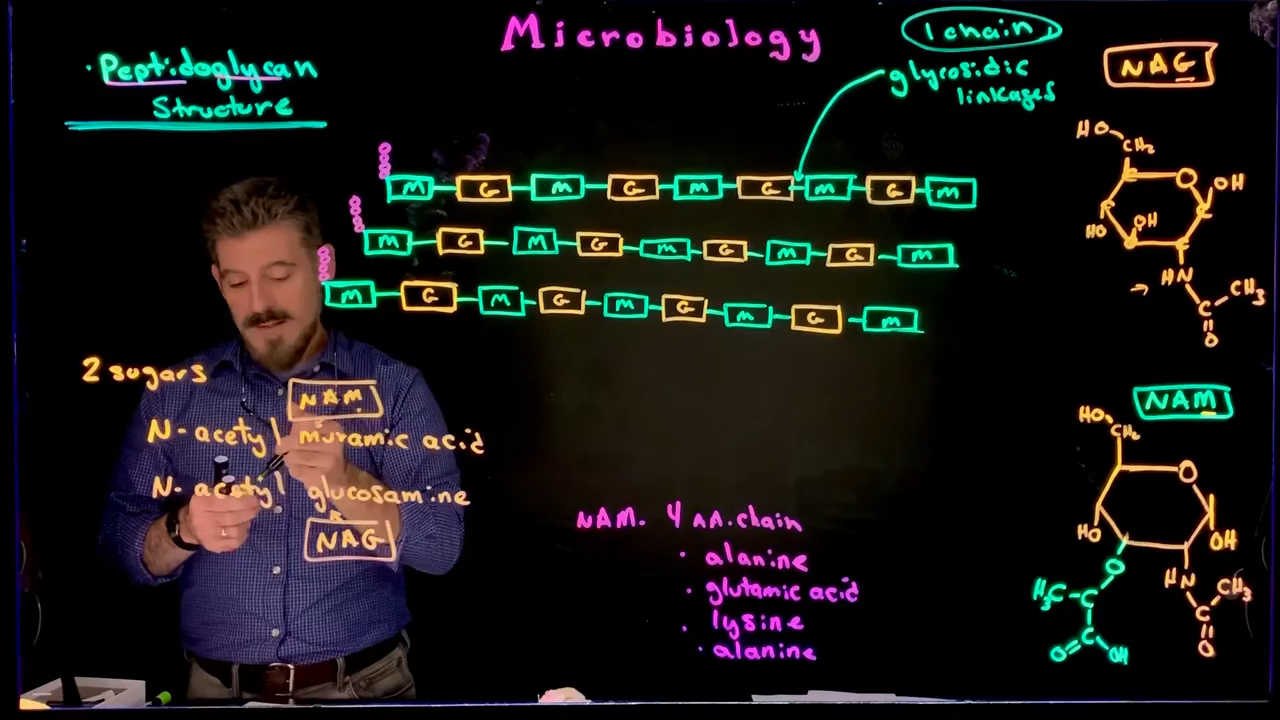 Microbiology
1 chain
glycosidic
linkages
· Peptidoglycan
Structure
M G M G M G M G M
M G M G M G M G M
M G M G M G M G M
2 sugars
NAM
N-acetyl muramic acid
N-acetyl glucosamine
NAG
NAM. 4 AA.chain
· alanine
· glutamic acid
· lysine
· alanine
NAG
HO
CH2
O
OH
HO
OH
HN
C
CH3
O
NAM
HO
CH2
O
HO
OH
O
HN
H3C
C
C
CH3
C
O
OH
O